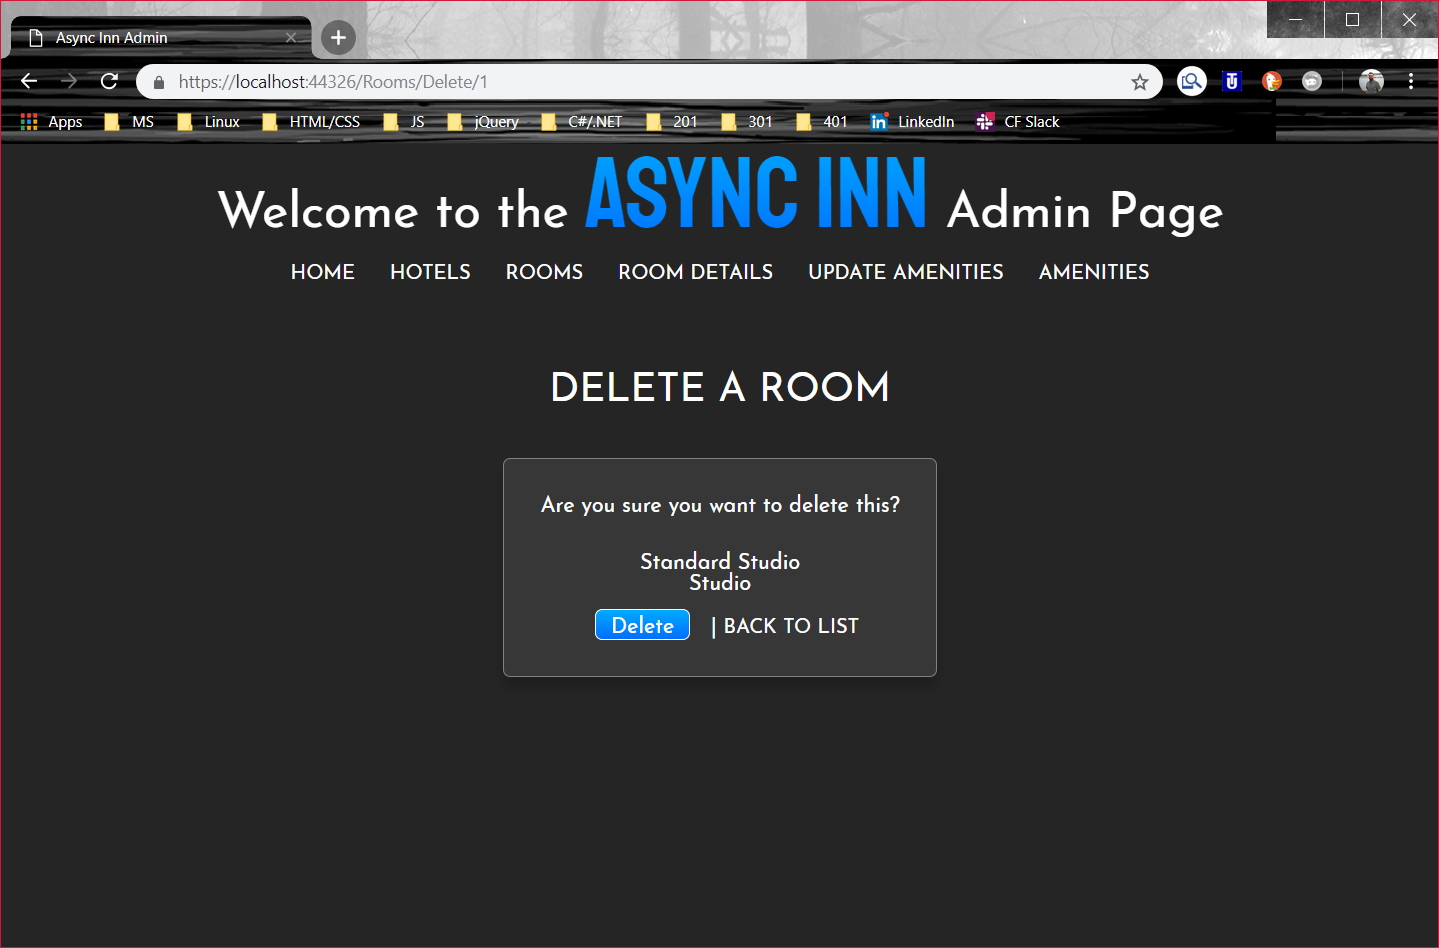 Async Inn Admin
https://localhost:44326/Rooms/Delete/1
Apps MS Linux HTML/CSS JS jQuery C#/.NET 201 301 401 LinkedIn CF Slack
Welcome to the ASYNC INN Admin Page
HOME HOTELS ROOMS ROOM DETAILS UPDATE AMENITIES AMENITIES
DELETE A ROOM
Are you sure you want to delete this?
Standard Studio
Studio
Delete | BACK TO LIST